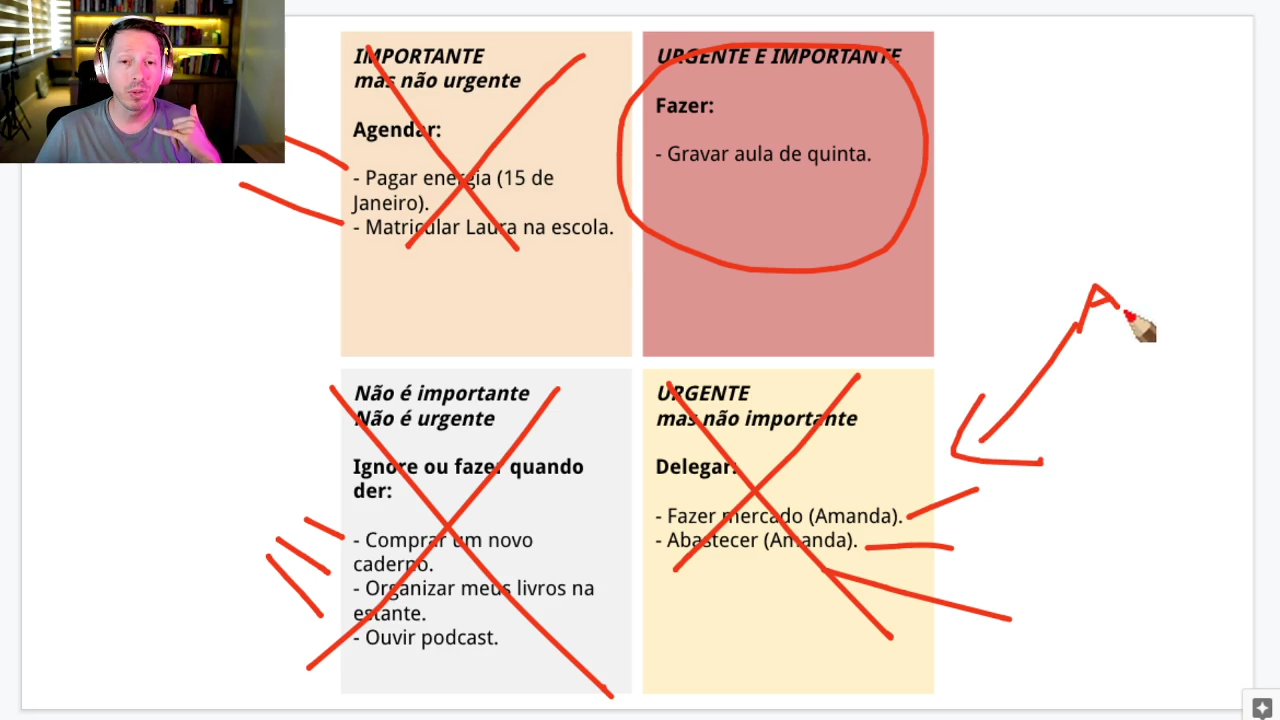 IMPORTANTE
mas não urgente
Agendar:
- Pagar energia (15 de
Janeiro).
- Matricular Laura na escola.
URGENTE E IMPORTANTE
Fazer:
- Gravar aula de quinta.
Não é importante
Não é urgente
Ignore ou fazer quando
der:
- Comprar um novo
caderno.
- Organizar meus livros na
estante.
- Ouvir podcast.
URGENTE
mas não importante
Delegar:
- Fazer mercado (Amanda).
- Abastecer (Amanda).